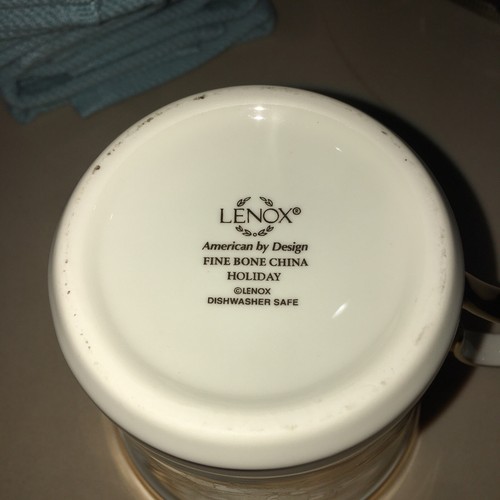 LENOX®
American by Design
FINE BONE CHINA
HOLIDAY
©LENOX
DISHWASHER SAFE